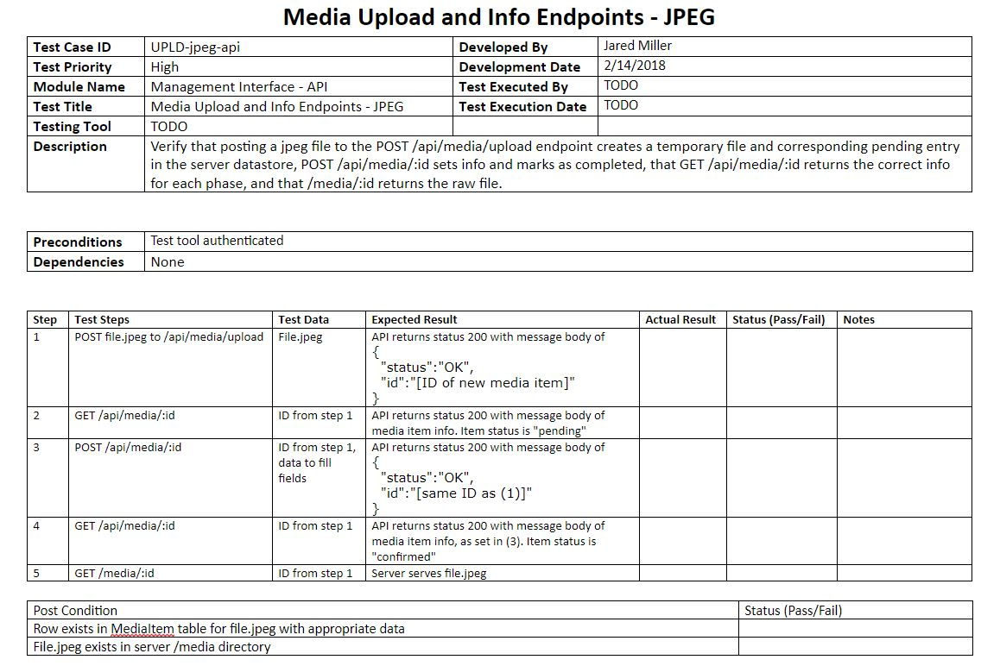 Media Upload and Info Endpoints - JPEG
Test Case ID UPLD-jpeg-api Developed By Jared Miller
Test Priority High Development Date 2/14/2018
Module Name Management Interface - API Test Executed By TODO
Test Title Media Upload and Info Endpoints - JPEG Test Execution Date TODO
Testing Tool TODO
Description Verify that posting a jpeg file to the POST /api/media/upload endpoint creates a temporary file and corresponding pending entry
in the server datastore, POST /api/media/:id sets info and marks as completed, that GET /api/media/:id returns the correct info
for each phase, and that /media/:id returns the raw file.
Preconditions Test tool authenticated
Dependencies None
Step Test Steps Test Data Expected Result Actual Result Status (Pass/Fail) Notes
1 POST file.jpeg to /api/media/upload File.jpeg API returns status 200 with message body of
{
"status":"OK",
"id":"[ID of new media item]"
}
2 GET /api/media/:id ID from step 1 API returns status 200 with message body of
media item info. Item status is "pending"
3 POST /api/media/:id ID from step 1, API returns status 200 with message body of
data to fill {
fields "status":"OK",
"id":"[same ID as (1)]"
}
4 GET /api/media/:id ID from step 1 API returns status 200 with message body of
media item info, as set in (3). Item status is
"confirmed"
5 GET /media/:id ID from step 1 Server serves file.jpeg
Post Condition Status (Pass/Fail)
Row exists in MediaItem table for file.jpeg with appropriate data
File.jpeg exists in server /media directory